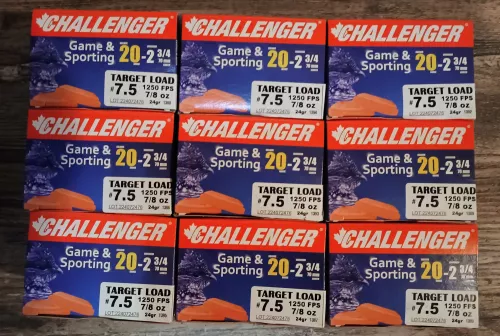 CHALLENGER
Game &
Sporting 20-2 3/4
TARGET LOAD
#7.5 1250 FPS
7/8 oz
24gr
CHALLENGER
Game &
Sporting 20-2 3/4
TARGET LOAD
#7.5 1250 FPS
7/8 oz
24gr
CHALLENGER
Game &
Sporting 20-2 3/4
TARGET LOAD
#7.5 1250 FPS
7/8 oz
24gr
CHALLENGER
Game &
Sporting 20-2 3/4
TARGET LOAD
#7.5 1250 FPS
7/8 oz
24gr
CHALLENGER
Game &
Sporting 20-2 3/4
TARGET LOAD
#7.5 1250 FPS
7/8 oz
24gr
CHALLENGER
Game &
Sporting 20-2 3/4
TARGET LOAD
#7.5 1250 FPS
7/8 oz
24gr
CHALLENGER
Game &
Sporting 20-2 3/4
TARGET LOAD
#7.5 1250 FPS
7/8 oz
24gr
CHALLENGER
Game &
Sporting 20-2 3/4
TARGET LOAD
#7.5 1250 FPS
7/8 oz
24gr
CHALLENGER
Game &
Sporting 20-2 3/4
TARGET LOAD
#7.5 1250 FPS
7/8 oz
24gr